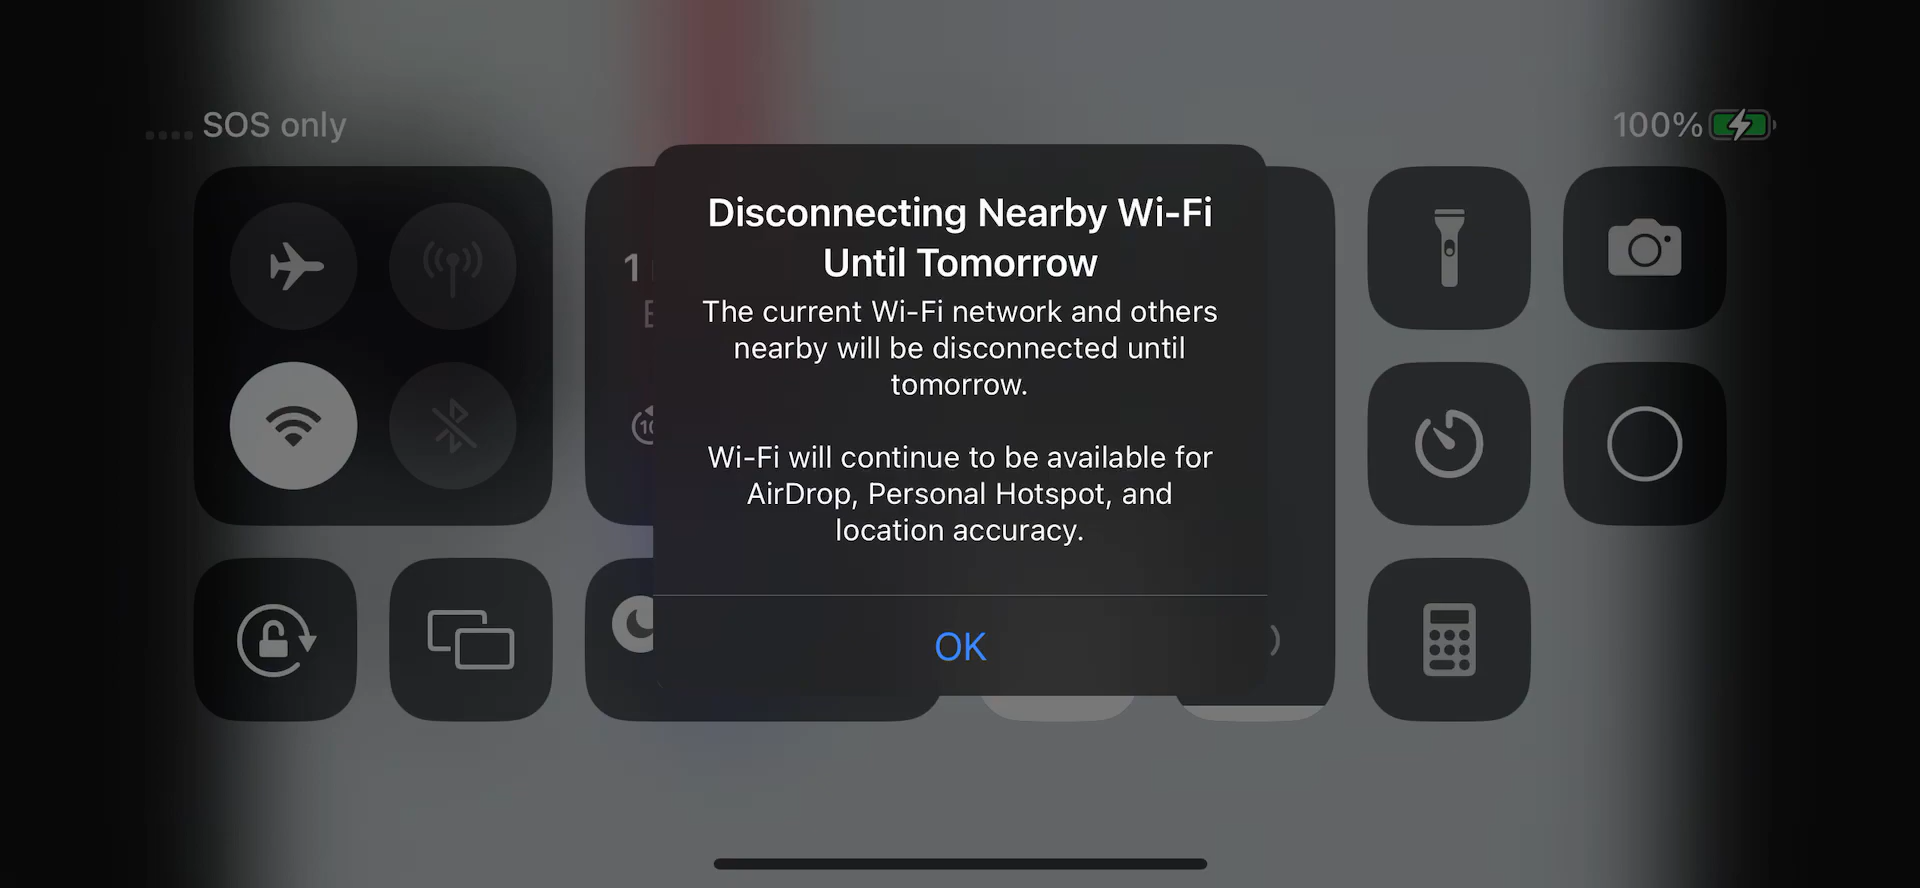 SOS only
100%
Disconnecting Nearby Wi-Fi
Until Tomorrow
The current Wi-Fi network and others
nearby will be disconnected until
tomorrow.
Wi-Fi will continue to be available for
AirDrop, Personal Hotspot, and
location accuracy.
OK